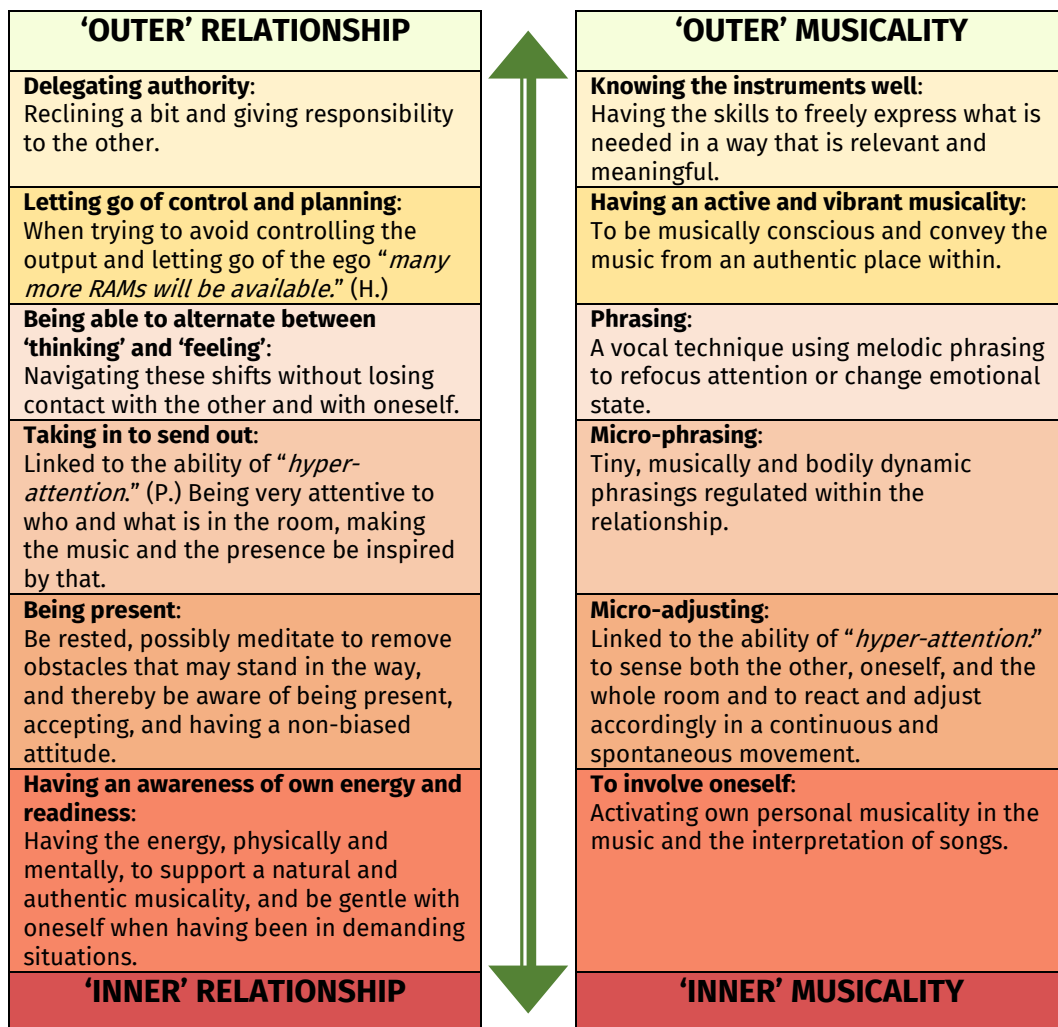 ‘OUTER’ RELATIONSHIP
Delegating authority:
Reclining a bit and giving responsibility
to the other.
Letting go of control and planning:
When trying to avoid controlling the
output and letting go of the ego “many
more RAMs will be available.” (H.)
Being able to alternate between
‘thinking’ and ‘feeling’:
Navigating these shifts without losing
contact with the other and with oneself.
Taking in to send out:
Linked to the ability of “hyper-
attention.” (P.) Being very attentive to
who and what is in the room, making
the music and the presence be inspired
by that.
Being present:
Be rested, possibly meditate to remove
obstacles that may stand in the way,
and thereby be aware of being present,
accepting, and having a non-biased
attitude.
Having an awareness of own energy and
readiness:
Having the energy, physically and
mentally, to support a natural and
authentic musicality, and be gentle with
oneself when having been in demanding
situations.
‘INNER’ RELATIONSHIP
‘OUTER’ MUSICALITY
Knowing the instruments well:
Having the skills to freely express what is
needed in a way that is relevant and
meaningful.
Having an active and vibrant musicality:
To be musically conscious and convey the
music from an authentic place within.
Phrasing:
A vocal technique using melodic phrasing
to refocus attention or change emotional
state.
Micro-phrasing:
Tiny, musically and bodily dynamic
phrasings regulated within the
relationship.
Micro-adjusting:
Linked to the ability of “hyper-attention:”
to sense both the other, oneself, and the
whole room and to react and adjust
accordingly in a continuous and
spontaneous movement.
To involve oneself:
Activating own personal musicality in the
music and the interpretation of songs.
‘INNER’ MUSICALITY